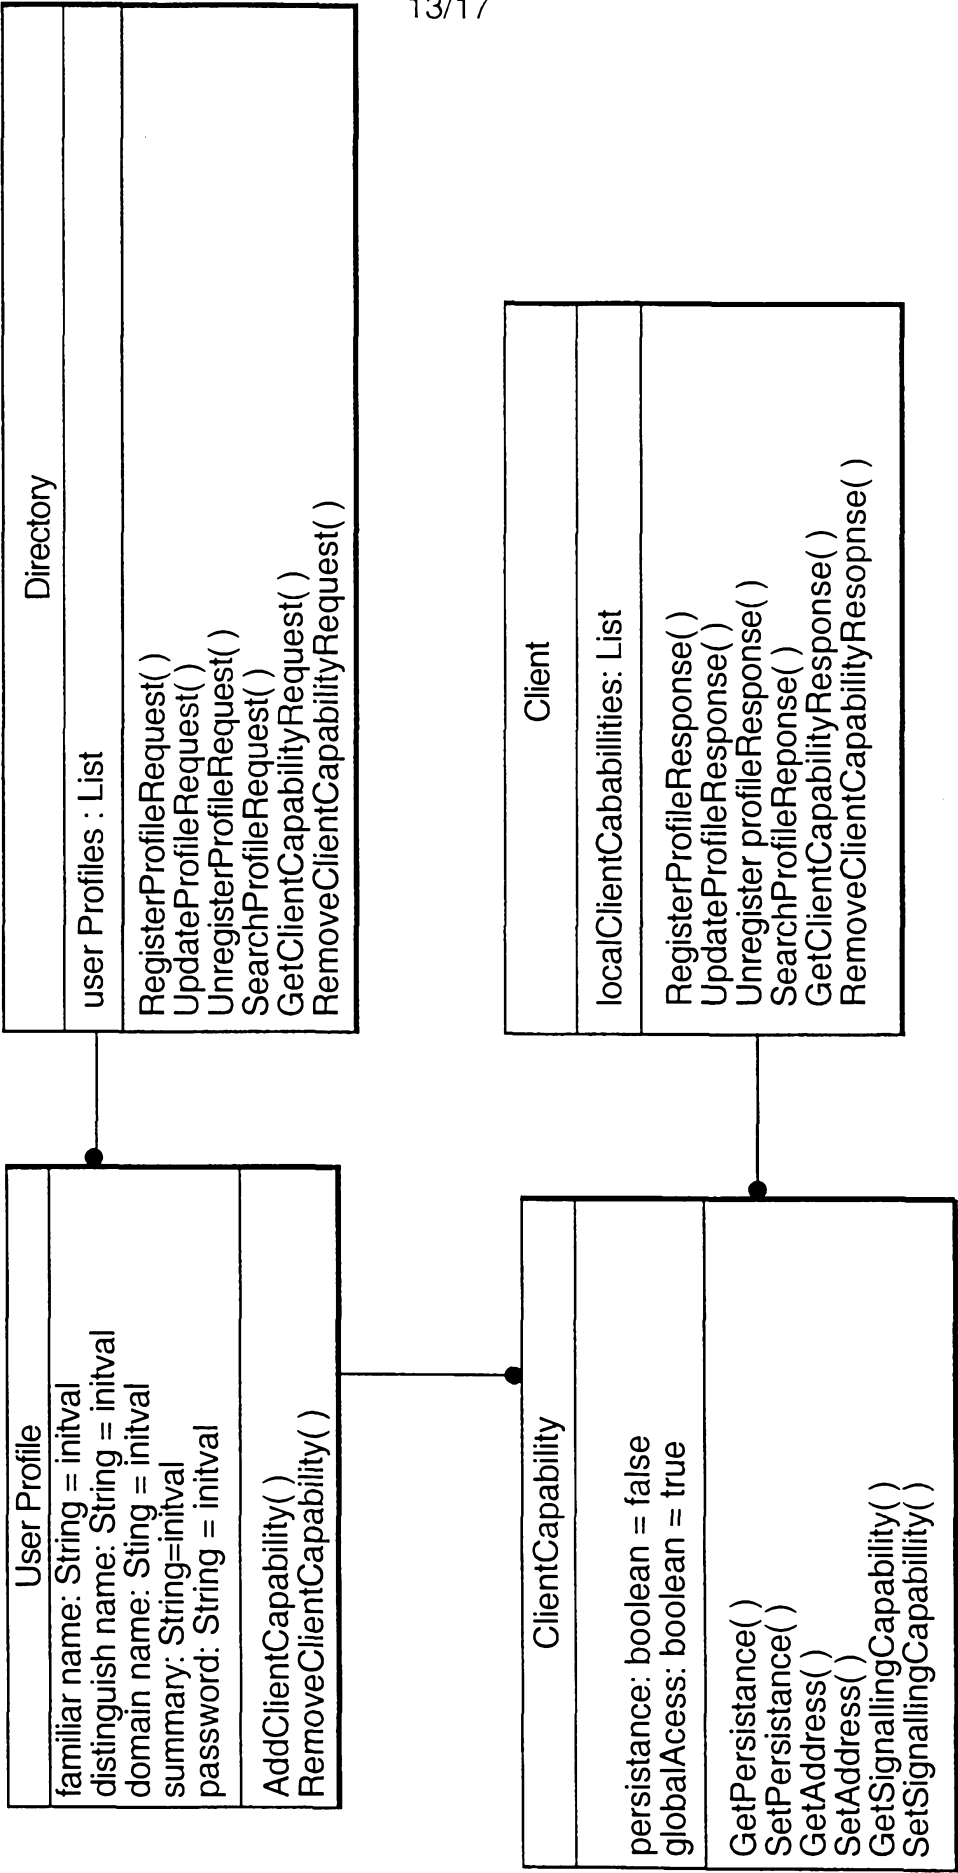 13/17
User Profile
familiar name: String = initval
distinguish name: String = initval
domain name: Sting = initval
summary: String=initval
password: String = initval
AddClientCapability( )
RemoveClientCapability( )
Directory
user Profiles : List
RegisterProfileRequest( )
UpdateProfileRequest( )
UnregisterProfileRequest( )
SearchProfileRequest( )
GetClientCapabilityRequest( )
RemoveClientCapabilityRequest( )
ClientCapability
persistance: boolean = false
globalAcess: boolean = true
GetPersistance( )
SetPersistance( )
GetAddress( )
SetAddress( )
GetSignallingCapability( )
SetSignallingCapabillity( )
Client
localClientCababilities: List
RegisterProfileResponse( )
UpdateProfileResponse( )
Unregister profileResponse( )
SearchProfileReponse( )
GetClientCapabilityResponse( )
RemoveClientCapabilityResopnse( )